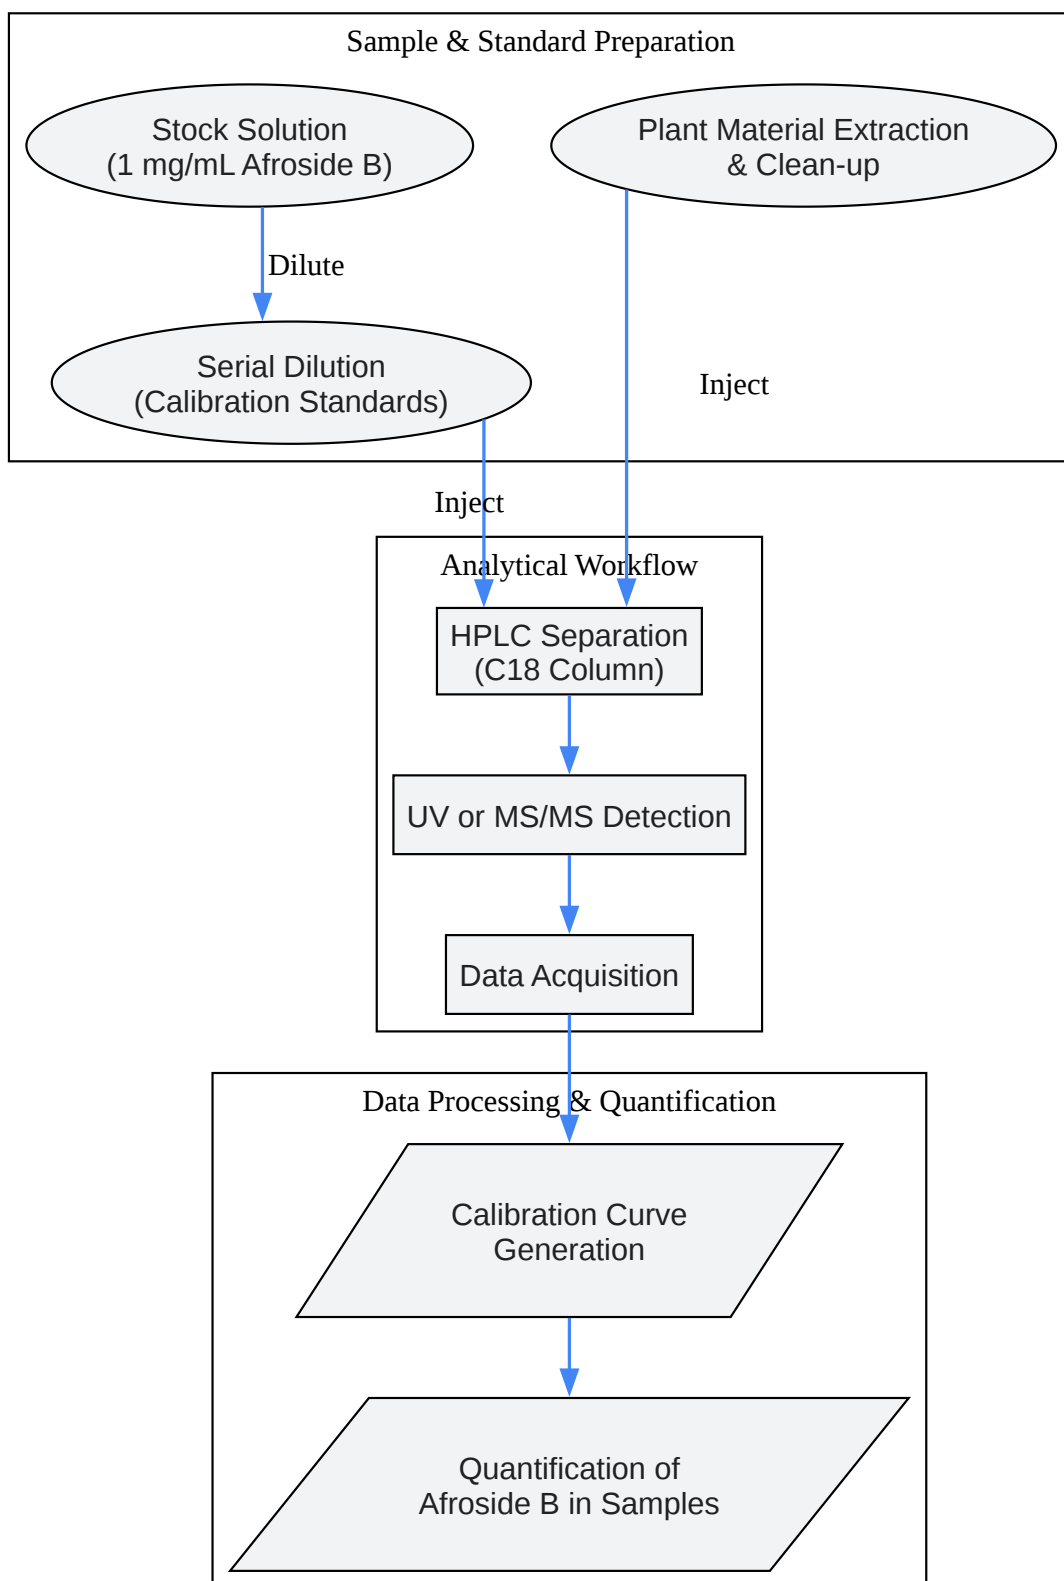 Sample & Standard Preparation
Stock Solution
(1 mg/mL Afroside B)
Plant Material Extraction
& Clean-up
Dilute
Serial Dilution
(Calibration Standards)
Inject
Inject
Analytical Workflow
HPLC Separation
(C18 Column)
UV or MS/MS Detection
Data Acquisition
Data Processing & Quantification
Calibration Curve
Generation
Quantification of
Afroside B in Samples